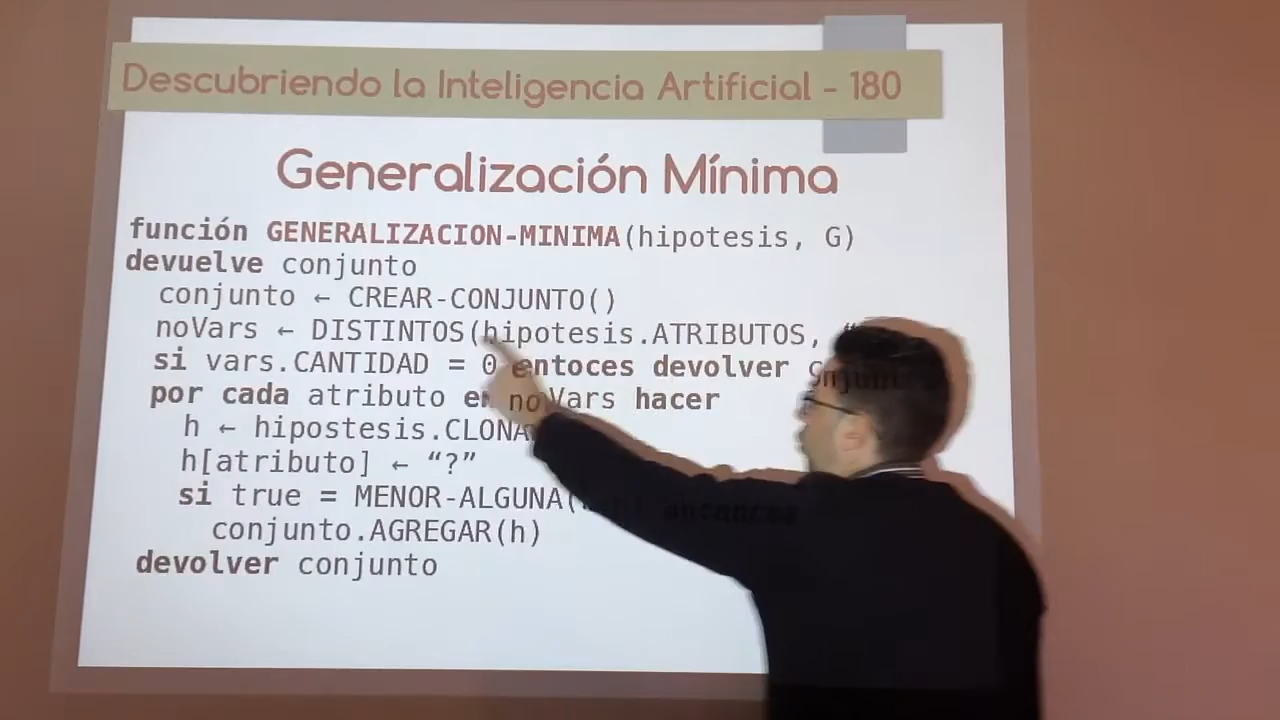 Descubriendo la Inteligencia Artificial - 180
Generalización Mínima
función GENERALIZACION-MINIMA(hipotesis, G)
devuelve conjunto
conjunto ← CREAR-CONJUNTO()
noVars ← DISTINTOS(hipotesis.ATRIBUTOS,
si vars.CANTIDAD = 0 entoces devolver conjunto
por cada atributo en noVars hacer
h ← hipostesis.CLONA
h[atributo] ← “?”
si true = MENOR-ALGUNA( entonces
conjunto.AGREGAR(h)
devolver conjunto